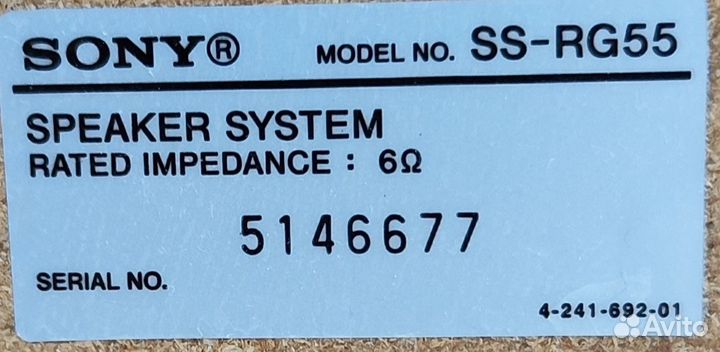 SONY® MODEL NO. SS-RG55
SPEAKER SYSTEM
RATED IMPEDANCE : 6Ω
5146677
SERIAL NO.
4-241-692-01
Avito